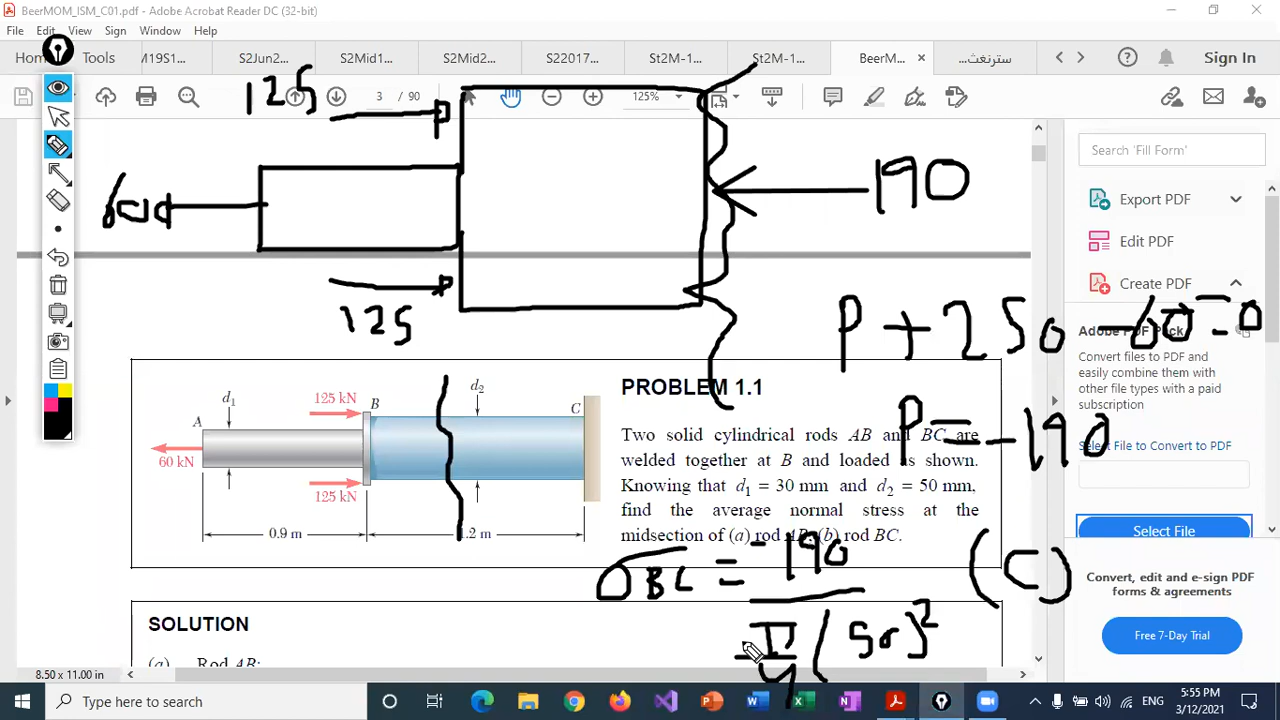 BeerMOM_ISM_C01.pdf - Adobe Acrobat Reader DC (32-bit)
File Edit View Sign Window Help
Tools M19S1... S2Jun2... S2Mid1... S2Mid2... S22017... St2M-1... St2M-1... BeerM... Sign In
3 / 90 125%
125
190
60
125
P + 250 - 60 = 0
P = -190
Search 'Fill Form'
Export PDF
Edit PDF
Create PDF
Adobe PDF Pack
Convert files to PDF and easily combine them with other file types with a paid subscription.
Select File to Convert to PDF
Select File
Convert, edit and e-sign PDF forms & agreements
Free 7-Day Trial
A d1 125 kN B d2 C
60 kN
125 kN
0.9 m 1.2 m
PROBLEM 1.1
Two solid cylindrical rods AB and BC are
welded together at B and loaded as shown.
Knowing that d1 = 30 mm and d2 = 50 mm,
find the average normal stress at the
midsection of (a) rod AB, (b) rod BC.
σBC = -190 (C)
π/4 (50)²
SOLUTION
(a) Rod AB:
8.50 x 11.00 in
Type here to search
ENG
5:55 PM
3/12/2021